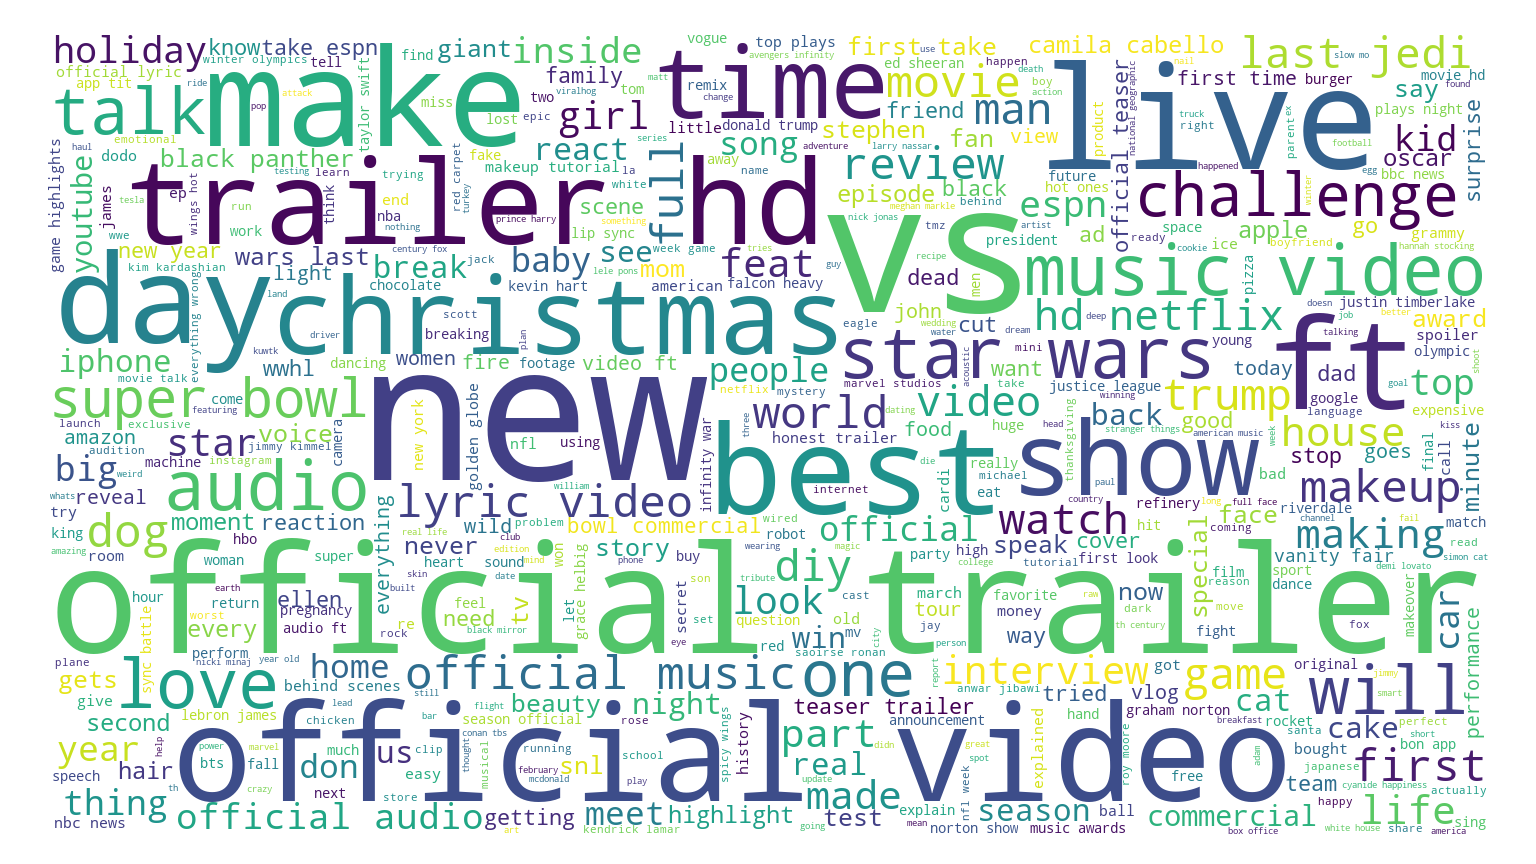 vogue
top plays
first take
camila cabello
last jedi
slow mo
holiday
know
take espn
giant
inside
winter olympics
tell
find
avengers infinity
use
ed sheeran
happen
death
movie hd
official lyric
app tit
ride
make
family
matt
time
movie
boy
first time
burger
live
talk
attack
viralhog
two
tom
change
man
action
nail
found
pop
miss
epic
remix
friend
product
truck
say
plays night
taylor swift
lost
girl
little
donald trump
stephen
view
right
kid
emotional
series
larry nassar
fan
official teaser
national geographic
parent
ex
football
game highlights
haul
fake
react
song
review
oscar
surprise
dodo
black panther
makeup tutorial
la
away
adventure
happened
egg
bbc news
youtube
testing
learn
trying
red carpet
white
full
name
episode
black
hot ones
future
challenge
james
ep
tesla
wings hot
run
think
end
turkey
scene
prince harry
something
meghan markle
behind
espn
winter
trailer hd
vs
nick jonas
artist
space
apple
go
grammy
wwe
work
nba
nothing
lip sync
tmz
president
ad
ready
ice
cookie
boyfriend
hannah stocking
new year
wars last
break
see
week game
century fox
tries
feat
music video
kim kardashian
light
jack
baby
mom
lele pons
guy
recipe
dead
men
pizza
day
christmas
chocolate
kevin hart
american
falcon heavy
john
hd
netflix
doesn
justin timberlake
everything wrong
land
scott
wedding
eagle
cut
dream
deep
job
better
award
driver
breaking
plan
water
star wars
young
talking
ft
spoiler
iphone
kuwtk
women
fire
footage
video ft
people
acoustic
mini
today
olympic
shoot
movie talk
wwhl
dancing
netflix
mystery
marvel studios
want
take
justice league
trump
dad
goal
top
super bowl
come
featuring
new
world
dating
video
winning
back
google
language
expensive
launch
exclusive
star
voice
new york
golden globe
nfl
using
three
honest trailer
food
huge
head
thanksgiving
stranger things
good
american music
house
kiss
amazon
audition
jimmy kimmel
camera
infinity war
best
die
really
show
week
stop
goes
final
call
minute
big
machine
instagram
michael
paul
bad
weird
audio
william
internet
cardi
eat
country
makeup
whats
reveal
lyric video
refinery
long
full face
riverdale
try
dog
moment
reaction
everything
real life
problem
wild
bowl commercial
wired
robot
official
watch
hit
coming
face
channel
fail
match
king
hbo
never
club
edition
won
story
buy
wearing
magic
party
high
speak
cover
first look
special
making
read
amazing
room
woman
super
heart
sound
mind
phone
diy
college
tutorial
vanity fair
sport
film
simon cat
official trailer
earth
skin
date
tribute
reason
dance
demi lovato
hour
ellen
built
feel
tv
let
grace helbig
son
secret
look
cast
march
favorite
now
move
makeover
car
return
pregnancy
worst
need
set
question
old
tour
money
dark
raw
th century
fox
every
audio ft
re
rock
black mirror
eye
win
mv
city
jay
person
way
fight
plane
sync battle
perform
nicki minaj
year old
red
saoirse ronan
report
original
jimmy
performance
gets
love
home
official music
one
interview
got
game
will
smart
give
behind scenes
still
flight
beauty
night
teaser trailer
anwar jibawi
tried
vlog
graham norton
cat
second
lebron james
lead
chicken
bar
season official
rose
announcement
hand
breakfast
rocket
santa
cake
perfect
short
year
help
power
marvel
much
us
thought
conan tbs
running
school
spicy wings
history
part
didn
great
explained
roy moore
adam
bought
bon app
official video
speech
hair
bts
fall
don
clip
easy
musical
february
mcdonald
snl
play
real
spot
update
free
team
japanese
first
thing
th
crazy
next
store
made
nfl week
cyanide happiness
actually
nbc news
official audio
getting
meet
highlight
test
explain
season
ball
commercial
happy
life
art
kendrick lamar
going
mean
norton show
music awards
box office
white house
share
america
sing